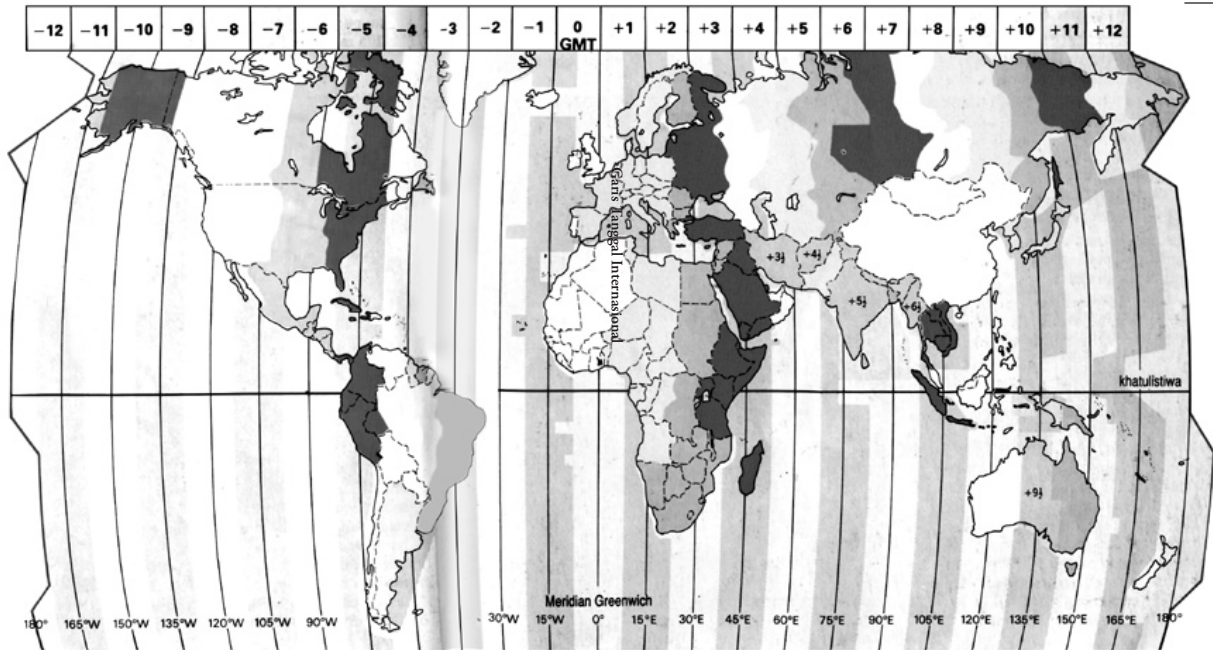 −12 −11 −10 −9 −8 −7 −6 −5 −4 −3 −2 −1 0 +1 +2 +3 +4 +5 +6 +7 +8 +9 +10 +11 +12
GMT
Garis Tanggal Internasional
+3½
+4½
+5½
+6½
khatulistiwa
+9½
Meridian Greenwich
180° 165°W 150°W 135°W 120°W 105°W 90°W 30°W 15°W 0° 15°E 30°E 45°E 60°E 75°E 90°E 105°E 120°E 135°E 150°E 165°E 180°